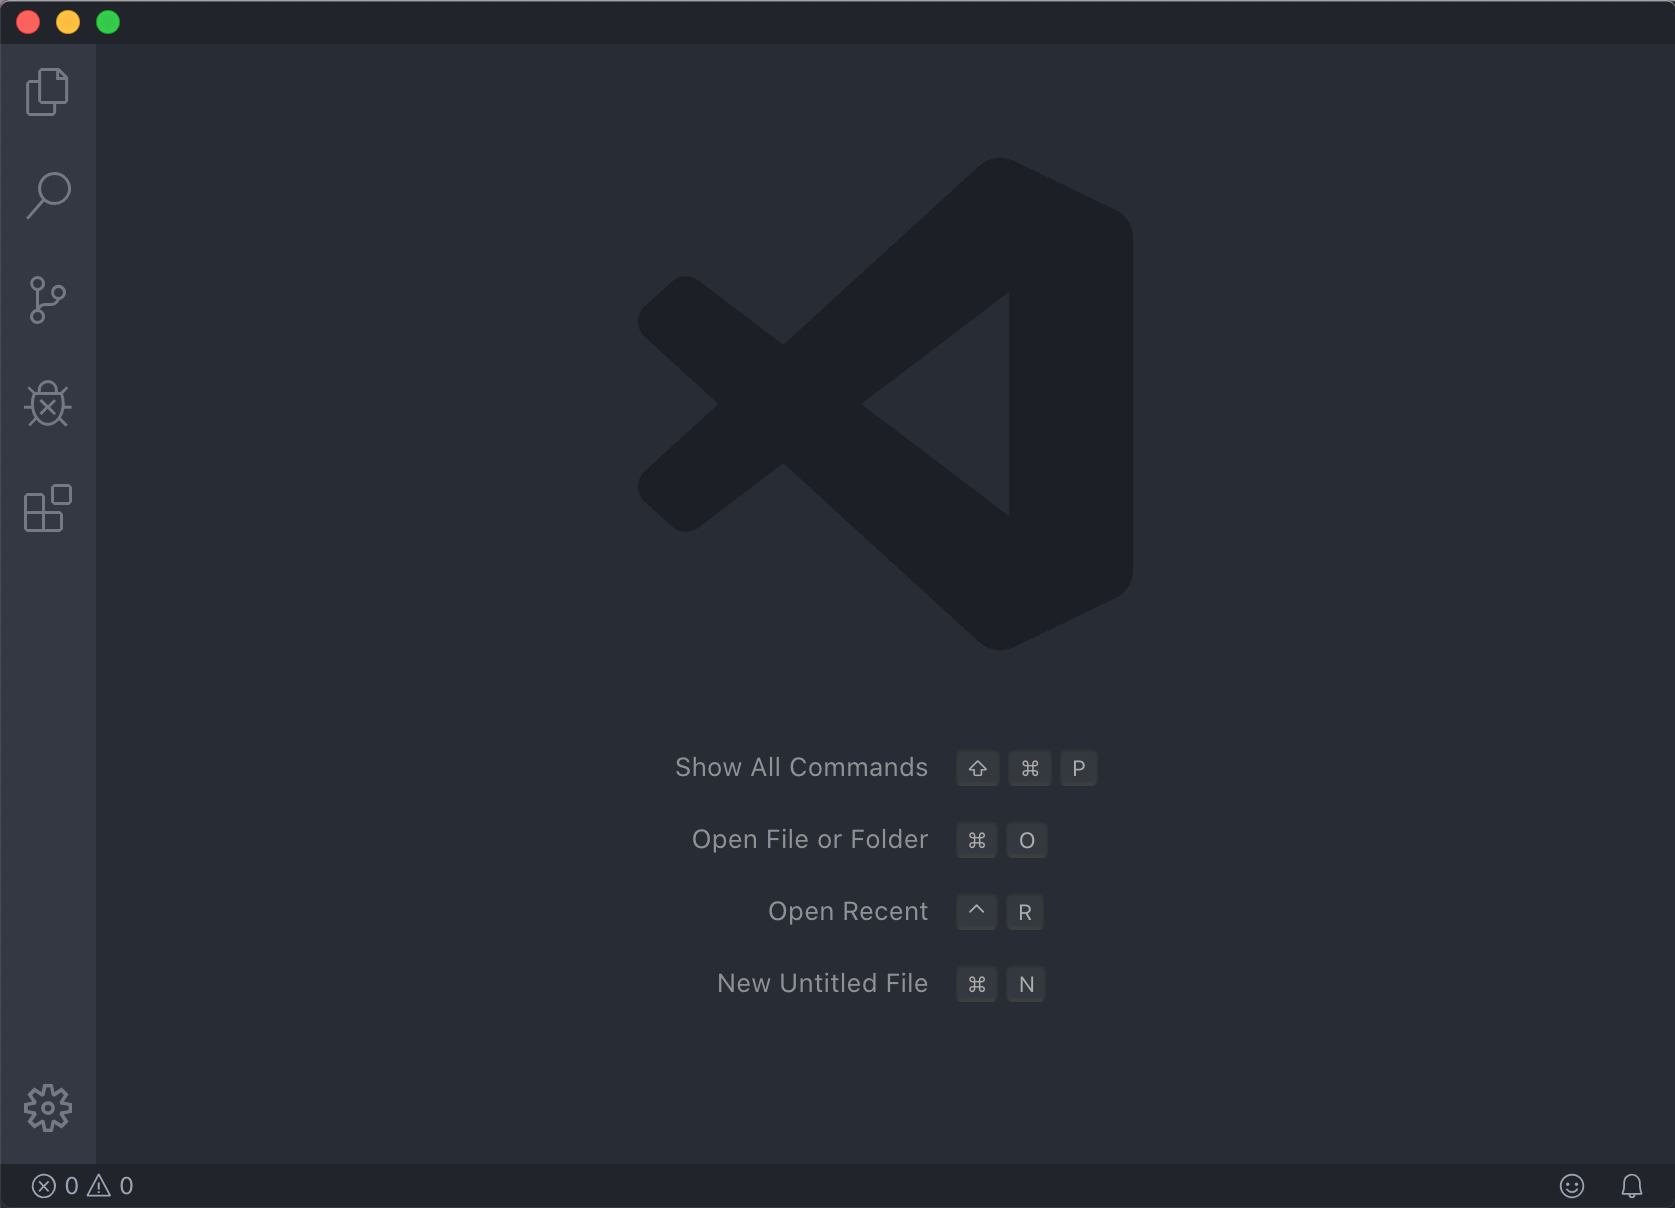 Show All Commands ⇧ ⌘ P
Open File or Folder ⌘ O
Open Recent ^ R
New Untitled File ⌘ N
0 0